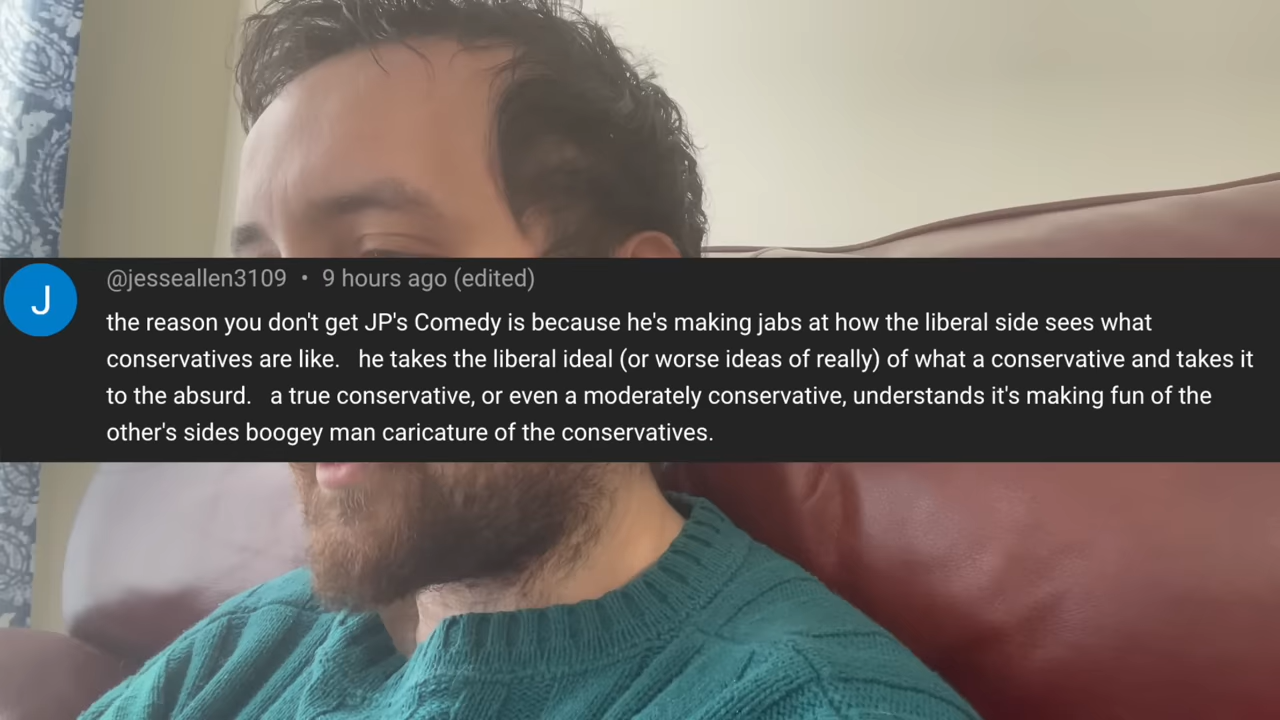 J
@jesseallen3109 • 9 hours ago (edited)
the reason you don't get JP's Comedy is because he's making jabs at how the liberal side sees what
conservatives are like.   he takes the liberal ideal (or worse ideas of really) of what a conservative and takes it
to the absurd.   a true conservative, or even a moderately conservative, understands it's making fun of the
other's sides boogey man caricature of the conservatives.